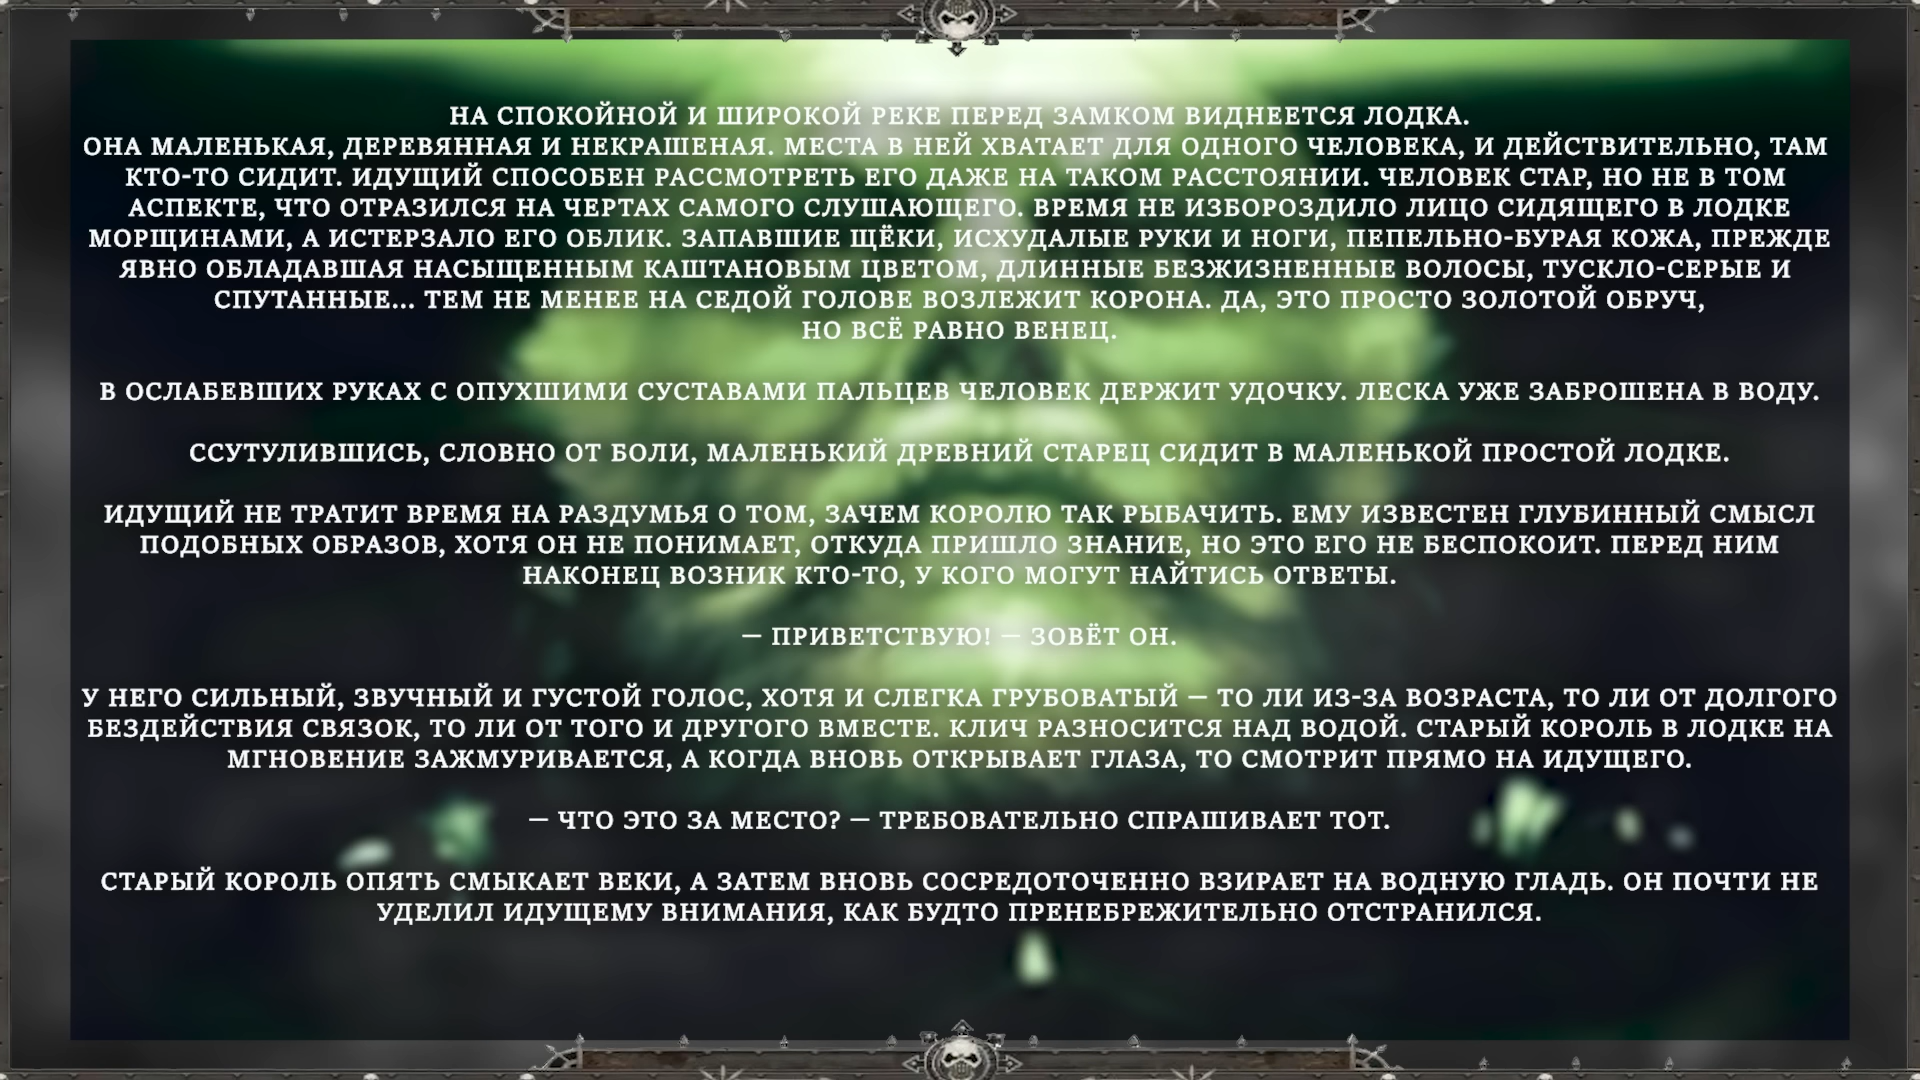 НА СПОКОЙНОЙ И ШИРОКОЙ РЕКЕ ПЕРЕД ЗАМКОМ ВИДНЕЕТСЯ ЛОДКА.
ОНА МАЛЕНЬКАЯ, ДЕРЕВЯННАЯ И НЕКРАШЕНАЯ. МЕСТА В НЕЙ ХВАТАЕТ ДЛЯ ОДНОГО ЧЕЛОВЕКА, И ДЕЙСТВИТЕЛЬНО, ТАМ
КТО-ТО СИДИТ. ИДУЩИЙ СПОСОБЕН РАССМОТРЕТЬ ЕГО ДАЖЕ НА ТАКОМ РАССТОЯНИИ. ЧЕЛОВЕК СТАР, НО НЕ В ТОМ
АСПЕКТЕ, ЧТО ОТРАЗИЛСЯ НА ЧЕРТАХ САМОГО СЛУШАЮЩЕГО. ВРЕМЯ НЕ ИЗБОРОЗДИЛО ЛИЦО СИДЯЩЕГО В ЛОДКЕ
МОРЩИНАМИ, А ИСТЕРЗАЛО ЕГО ОБЛИК. ЗАПАВШИЕ ЩЁКИ, ИСХУДАЛЫЕ РУКИ И НОГИ, ПЕПЕЛЬНО-БУРАЯ КОЖА, ПРЕЖДЕ
ЯВНО ОБЛАДАВШАЯ НАСЫЩЕННЫМ КАШТАНОВЫМ ЦВЕТОМ, ДЛИННЫЕ БЕЗЖИЗНЕННЫЕ ВОЛОСЫ, ТУСКЛО-СЕРЫЕ И
СПУТАННЫЕ... ТЕМ НЕ МЕНЕЕ НА СЕДОЙ ГОЛОВЕ ВОЗЛЕЖИТ КОРОНА. ДА, ЭТО ПРОСТО ЗОЛОТОЙ ОБРУЧ,
НО ВСЁ РАВНО ВЕНЕЦ.
В ОСЛАБЕВШИХ РУКАХ С ОПУХШИМИ СУСТАВАМИ ПАЛЬЦЕВ ЧЕЛОВЕК ДЕРЖИТ УДОЧКУ. ЛЕСКА УЖЕ ЗАБРОШЕНА В ВОДУ.
ССУТУЛИВШИСЬ, СЛОВНО ОТ БОЛИ, МАЛЕНЬКИЙ ДРЕВНИЙ СТАРЕЦ СИДИТ В МАЛЕНЬКОЙ ПРОСТОЙ ЛОДКЕ.
ИДУЩИЙ НЕ ТРАТИТ ВРЕМЯ НА РАЗДУМЬЯ О ТОМ, ЗАЧЕМ КОРОЛЮ ТАК РЫБАЧИТЬ. ЕМУ ИЗВЕСТЕН ГЛУБИННЫЙ СМЫСЛ
ПОДОБНЫХ ОБРАЗОВ, ХОТЯ ОН НЕ ПОНИМАЕТ, ОТКУДА ПРИШЛО ЗНАНИЕ, НО ЭТО ЕГО НЕ БЕСПОКОИТ. ПЕРЕД НИМ
НАКОНЕЦ ВОЗНИК КТО-ТО, У КОГО МОГУТ НАЙТИСЬ ОТВЕТЫ.
— ПРИВЕТСТВУЮ! — ЗОВЁТ ОН.
У НЕГО СИЛЬНЫЙ, ЗВУЧНЫЙ И ГУСТОЙ ГОЛОС, ХОТЯ И СЛЕГКА ГРУБОВАТЫЙ — ТО ЛИ ИЗ-ЗА ВОЗРАСТА, ТО ЛИ ОТ ДОЛГОГО
БЕЗДЕЙСТВИЯ СВЯЗОК, ТО ЛИ ОТ ТОГО И ДРУГОГО ВМЕСТЕ. КЛИЧ РАЗНОСИТСЯ НАД ВОДОЙ. СТАРЫЙ КОРОЛЬ В ЛОДКЕ НА
МГНОВЕНИЕ ЗАЖМУРИВАЕТСЯ, А КОГДА ВНОВЬ ОТКРЫВАЕТ ГЛАЗА, ТО СМОТРИТ ПРЯМО НА ИДУЩЕГО.
— ЧТО ЭТО ЗА МЕСТО? — ТРЕБОВАТЕЛЬНО СПРАШИВАЕТ ТОТ.
СТАРЫЙ КОРОЛЬ ОПЯТЬ СМЫКАЕТ ВЕКИ, А ЗАТЕМ ВНОВЬ СОСРЕДОТОЧЕННО ВЗИРАЕТ НА ВОДНУЮ ГЛАДЬ. ОН ПОЧТИ НЕ
УДЕЛИЛ ИДУЩЕМУ ВНИМАНИЯ, КАК БУДТО ПРЕНЕБРЕЖИТЕЛЬНО ОТСТРАНИЛСЯ.